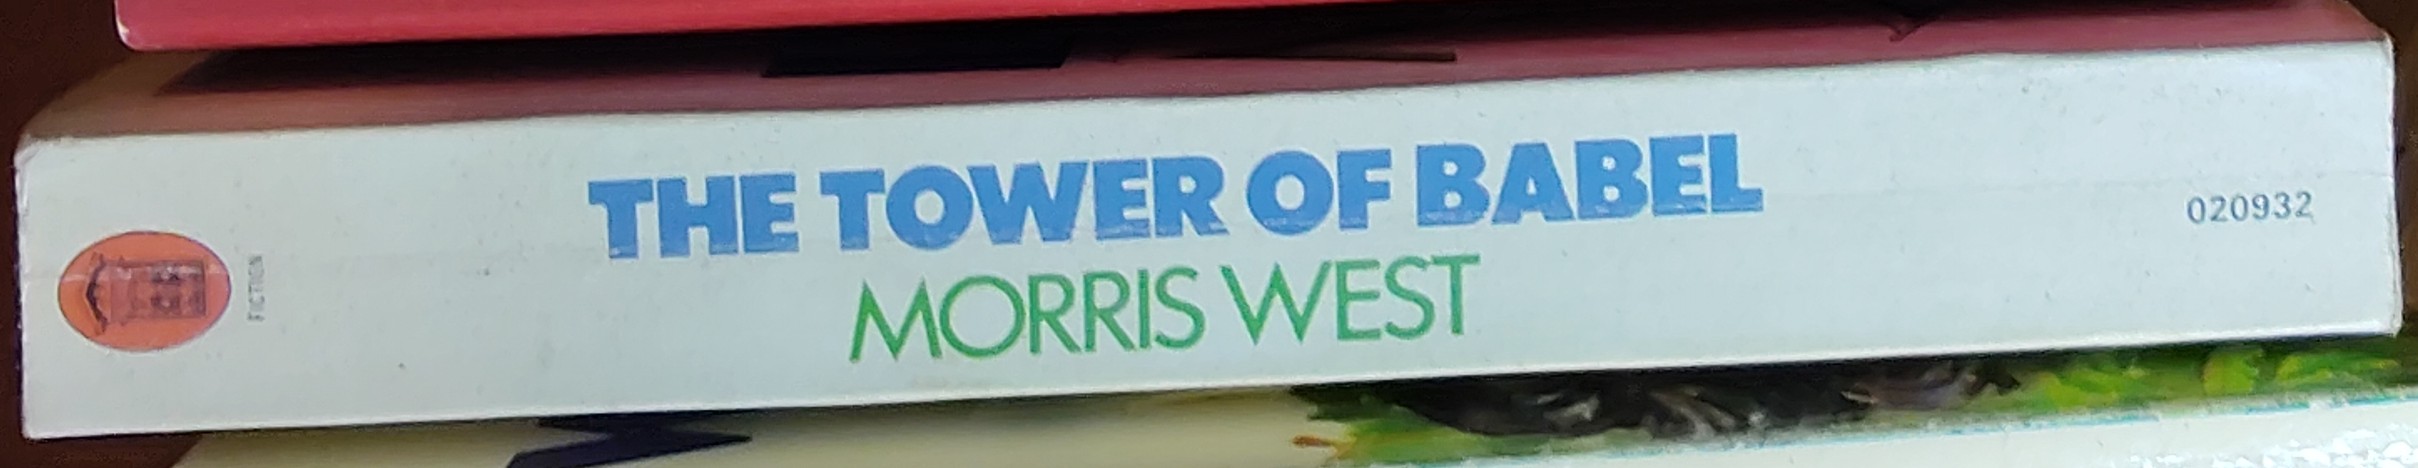 FICTION
THE TOWER OF BABEL
MORRIS WEST
020932